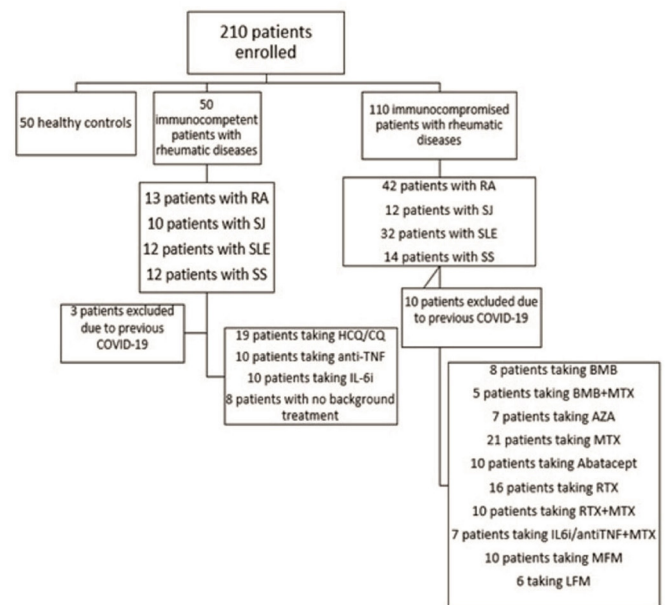 210 patients
enrolled
50 healthy controls
50
immunocompetent
patients with
rheumatic diseases
110 immunocompromised
patients with rheumatic
diseases
13 patients with RA
10 patients with SJ
12 patients with SLE
12 patients with SS
42 patients with RA
12 patients with SJ
32 patients with SLE
14 patients with SS
3 patients excluded
due to previous
COVID-19
10 patients excluded due
to previous COVID-19
19 patients taking HCQ/CQ
10 patients taking anti-TNF
10 patients taking IL-6i
8 patients with no background
treatment
8 patients taking BMB
5 patients taking BMB+MTX
7 patients taking AZA
21 patients taking MTX
10 patients taking Abatacept
16 patients taking RTX
10 patients taking RTX+MTX
7 patients taking IL6i/antiTNF+MTX
10 patients taking MFM
6 taking LFM